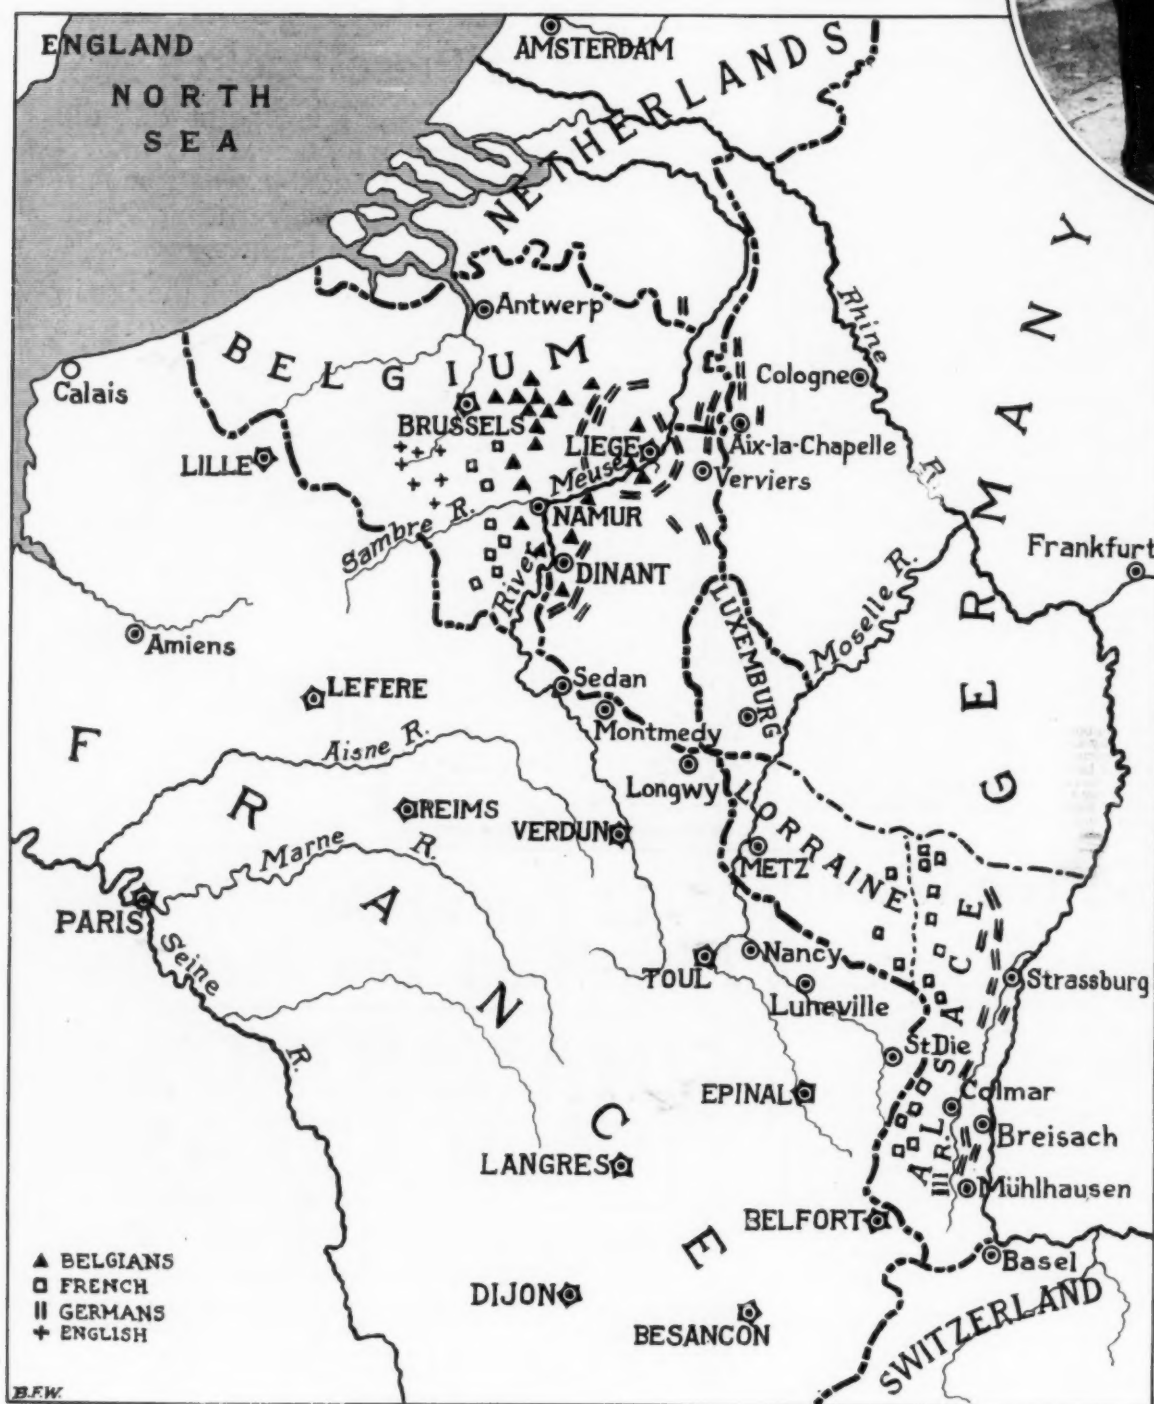 ENGLAND
NORTH
SEA
AMSTERDAM
NETHERLANDS
Antwerp
BELGIUM
Rhine
R.
Calais
Cologne
BRUSSELS
LIEGE
Aix-la-Chapelle
LILLE
Meuse
Verviers
Sambre R.
NAMUR
River
DINANT
GERMANY
Frankfurt
LUXEMBURG
Moselle R.
Amiens
LEFERE
Sedan
Montmedy
Longwy
Aisne R.
FRANCE
REIMS
VERDUN
LORRAINE
METZ
Marne R.
PARIS
Seine
R.
TOUL
Nancy
Luheville
ALSACE
Strassburg
St Die
EPINAL
Colmar
Breisach
LANGRES
Ill R.
Mühlhausen
BELFORT
Basel
DIJON
BESANCON
SWITZERLAND
BELGIANS
FRENCH
GERMANS
ENGLISH
B.F.W.